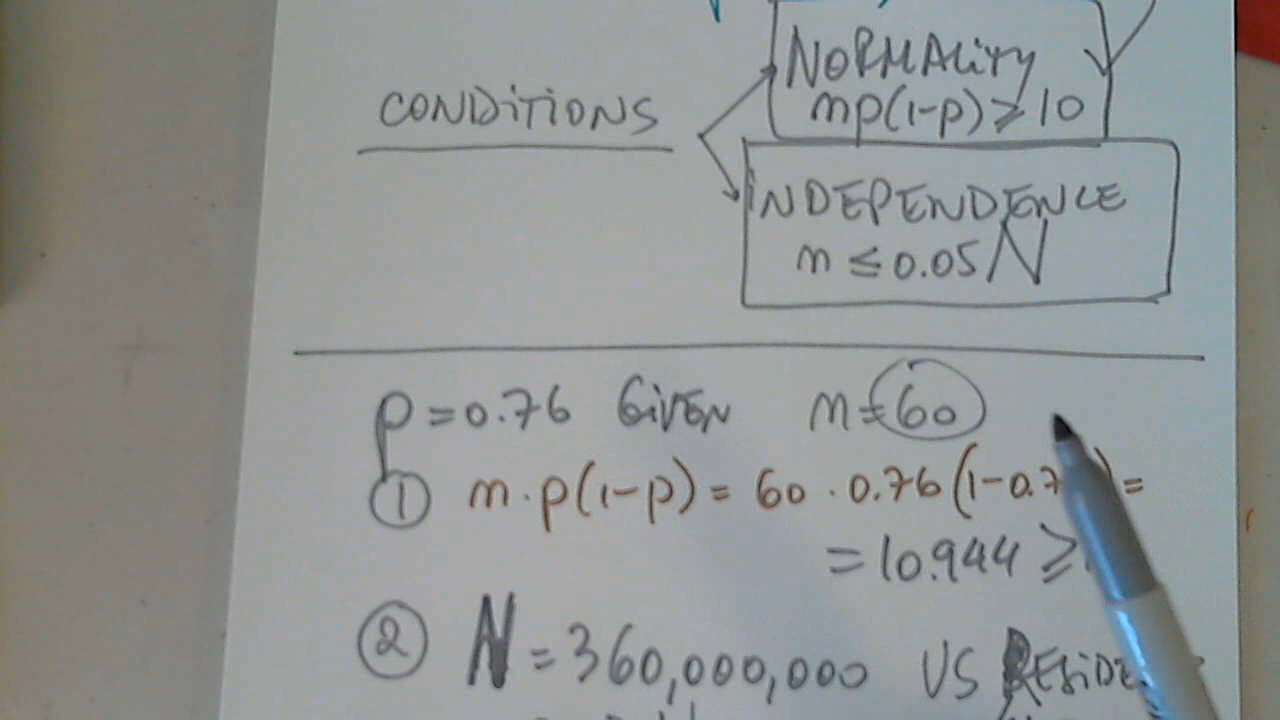 NORMALITY
CONDITIONS
np(1-p) ≥ 10
INDEPENDENCE
n ≤ 0.05 N
p = 0.76 GIVEN n = 60
① n · p(1-p) = 60 · 0.76 (1-0.7 ) =
= 10.944 ≥
② N = 360,000,000 US